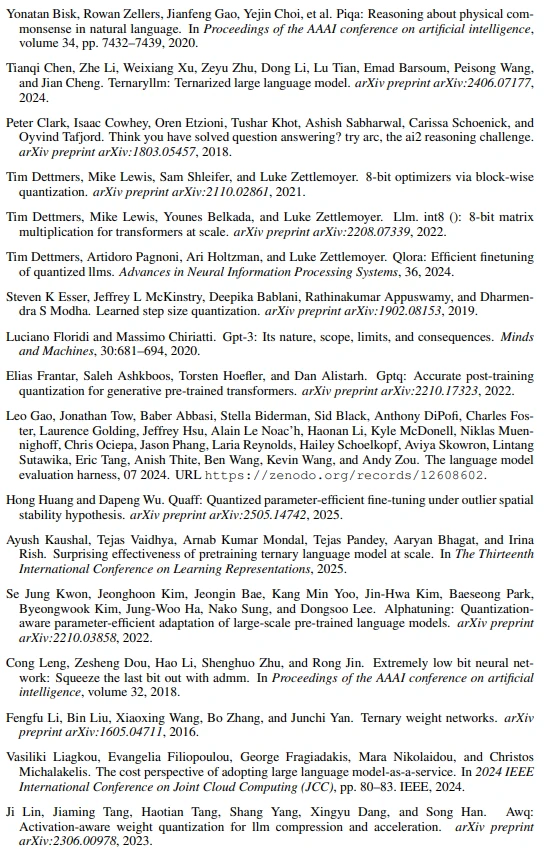 Yonatan Bisk, Rowan Zellers, Jianfeng Gao, Yejin Choi, et al. Piqa: Reasoning about physical com-
monsense in natural language. In Proceedings of the AAAI conference on artificial intelligence,
volume 34, pp. 7432–7439, 2020.
Tianqi Chen, Zhe Li, Weixiang Xu, Zeyu Zhu, Dong Li, Lu Tian, Emad Barsoum, Peisong Wang,
and Jian Cheng. Ternaryllm: Ternarized large language model. arXiv preprint arXiv:2406.07177,
2024.
Peter Clark, Isaac Cowhey, Oren Etzioni, Tushar Khot, Ashish Sabharwal, Carissa Schoenick, and
Oyvind Tafjord. Think you have solved question answering? try arc, the ai2 reasoning challenge.
arXiv preprint arXiv:1803.05457, 2018.
Tim Dettmers, Mike Lewis, Sam Shleifer, and Luke Zettlemoyer. 8-bit optimizers via block-wise
quantization. arXiv preprint arXiv:2110.02861, 2021.
Tim Dettmers, Mike Lewis, Younes Belkada, and Luke Zettlemoyer. Llm. int8 (): 8-bit matrix
multiplication for transformers at scale. arXiv preprint arXiv:2208.07339, 2022.
Tim Dettmers, Artidoro Pagnoni, Ari Holtzman, and Luke Zettlemoyer. Qlora: Efficient finetuning
of quantized llms. Advances in Neural Information Processing Systems, 36, 2024.
Steven K Esser, Jeffrey L McKinstry, Deepika Bablani, Rathinakumar Appuswamy, and Dharmen-
dra S Modha. Learned step size quantization. arXiv preprint arXiv:1902.08153, 2019.
Luciano Floridi and Massimo Chiriatti. Gpt-3: Its nature, scope, limits, and consequences. Minds
and Machines, 30:681–694, 2020.
Elias Frantar, Saleh Ashkboos, Torsten Hoefler, and Dan Alistarh. Gptq: Accurate post-training
quantization for generative pre-trained transformers. arXiv preprint arXiv:2210.17323, 2022.
Leo Gao, Jonathan Tow, Baber Abbasi, Stella Biderman, Sid Black, Anthony DiPofi, Charles Fos-
ter, Laurence Golding, Jeffrey Hsu, Alain Le Noac'h, Haonan Li, Kyle McDonell, Niklas Muen-
nighoff, Chris Ociepa, Jason Phang, Laria Reynolds, Hailey Schoelkopf, Aviya Skowron, Lintang
Sutawika, Eric Tang, Anish Thite, Ben Wang, Kevin Wang, and Andy Zou. The language model
evaluation harness, 07 2024. URL https://zenodo.org/records/12608602.
Hong Huang and Dapeng Wu. Quaff: Quantized parameter-efficient fine-tuning under outlier spatial
stability hypothesis. arXiv preprint arXiv:2505.14742, 2025.
Ayush Kaushal, Tejas Vaidhya, Arnab Kumar Mondal, Tejas Pandey, Aaryan Bhagat, and Irina
Rish. Surprising effectiveness of pretraining ternary language model at scale. In The Thirteenth
International Conference on Learning Representations, 2025.
Se Jung Kwon, Jeonghoon Kim, Jeongin Bae, Kang Min Yoo, Jin-Hwa Kim, Baeseong Park,
Byeongwook Kim, Jung-Woo Ha, Nako Sung, and Dongsoo Lee. Alphatuning: Quantization-
aware parameter-efficient adaptation of large-scale pre-trained language models. arXiv preprint
arXiv:2210.03858, 2022.
Cong Leng, Zesheng Dou, Hao Li, Shenghuo Zhu, and Rong Jin. Extremely low bit neural net-
work: Squeeze the last bit out with admm. In Proceedings of the AAAI conference on artificial
intelligence, volume 32, 2018.
Fengfu Li, Bin Liu, Xiaoxing Wang, Bo Zhang, and Junchi Yan. Ternary weight networks. arXiv
preprint arXiv:1605.04711, 2016.
Vasiliki Liagkou, Evangelia Filiopoulou, George Fragiadakis, Mara Nikolaidou, and Christos
Michalakelis. The cost perspective of adopting large language model-as-a-service. In 2024 IEEE
International Conference on Joint Cloud Computing (JCC), pp. 80–83. IEEE, 2024.
Ji Lin, Jiaming Tang, Haotian Tang, Shang Yang, Xingyu Dang, and Song Han. Awq:
Activation-aware weight quantization for llm compression and acceleration. arXiv preprint
arXiv:2306.00978, 2023.